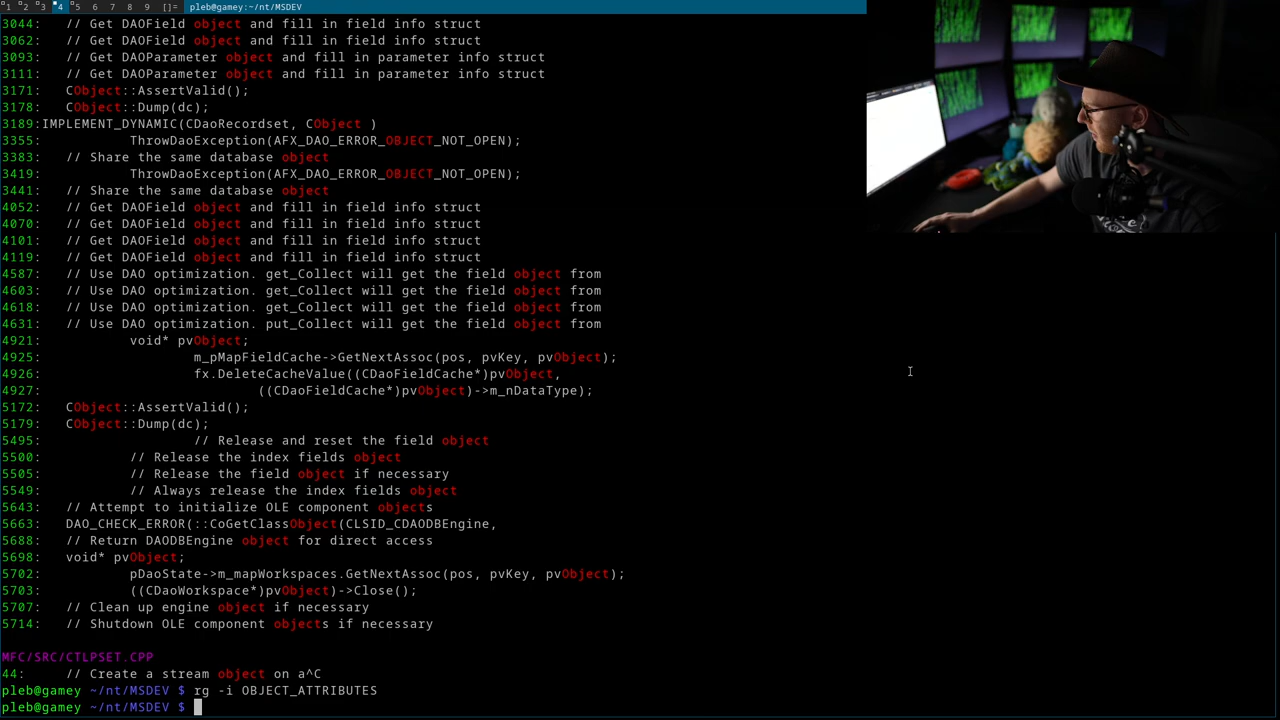 1 2 3 4 5 6 7 8 9 []= pleb@gamey:~/nt/MSDEV
3044: // Get DAOField object and fill in field info struct
3062: // Get DAOField object and fill in field info struct
3093: // Get DAOParameter object and fill in parameter info struct
3111: // Get DAOParameter object and fill in parameter info struct
3171: CObject::AssertValid();
3178: CObject::Dump(dc);
3189:IMPLEMENT_DYNAMIC(CDaoRecordset, CObject )
3355: ThrowDaoException(AFX_DAO_ERROR_OBJECT_NOT_OPEN);
3383: // Share the same database object
3419: ThrowDaoException(AFX_DAO_ERROR_OBJECT_NOT_OPEN);
3441: // Share the same database object
4052: // Get DAOField object and fill in field info struct
4070: // Get DAOField object and fill in field info struct
4101: // Get DAOField object and fill in field info struct
4119: // Get DAOField object and fill in field info struct
4587: // Use DAO optimization. get_Collect will get the field object from
4603: // Use DAO optimization. get_Collect will get the field object from
4618: // Use DAO optimization. get_Collect will get the field object from
4631: // Use DAO optimization. put_Collect will get the field object from
4921: void* pvObject;
4925: m_pMapFieldCache->GetNextAssoc(pos, pvKey, pvObject);
4926: fx.DeleteCacheValue((CDaoFieldCache*)pvObject,
4927: ((CDaoFieldCache*)pvObject)->m_nDataType);
5172: CObject::AssertValid();
5179: CObject::Dump(dc);
5495: // Release and reset the field object
5500: // Release the index fields object
5505: // Release the field object if necessary
5549: // Always release the index fields object
5643: // Attempt to initialize OLE component objects
5663: DAO_CHECK_ERROR(::CoGetClassObject(CLSID_CDAODBEngine,
5688: // Return DAODBEngine object for direct access
5698: void* pvObject;
5702: pDaoState->m_mapWorkspaces.GetNextAssoc(pos, pvKey, pvObject);
5703: ((CDaoWorkspace*)pvObject)->Close();
5707: // Clean up engine object if necessary
5714: // Shutdown OLE component objects if necessary
MFC/SRC/CTLPSET.CPP
44: // Create a stream object on a^C
pleb@gamey ~/nt/MSDEV $ rg -i OBJECT_ATTRIBUTES
pleb@gamey ~/nt/MSDEV $